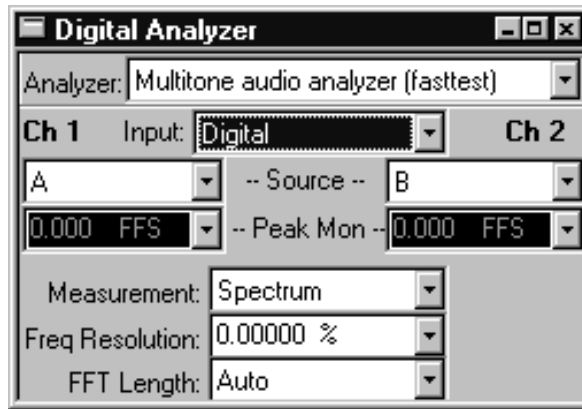 Digital Analyzer
Analyzer: Multitone audio analyzer (fasttest)
Ch 1 Input: Digital Ch 2
A -- Source -- B
0.000 FFS -- Peak Mon -- 0.000 FFS
Measurement: Spectrum
Freq Resolution: 0.00000 %
FFT Length: Auto